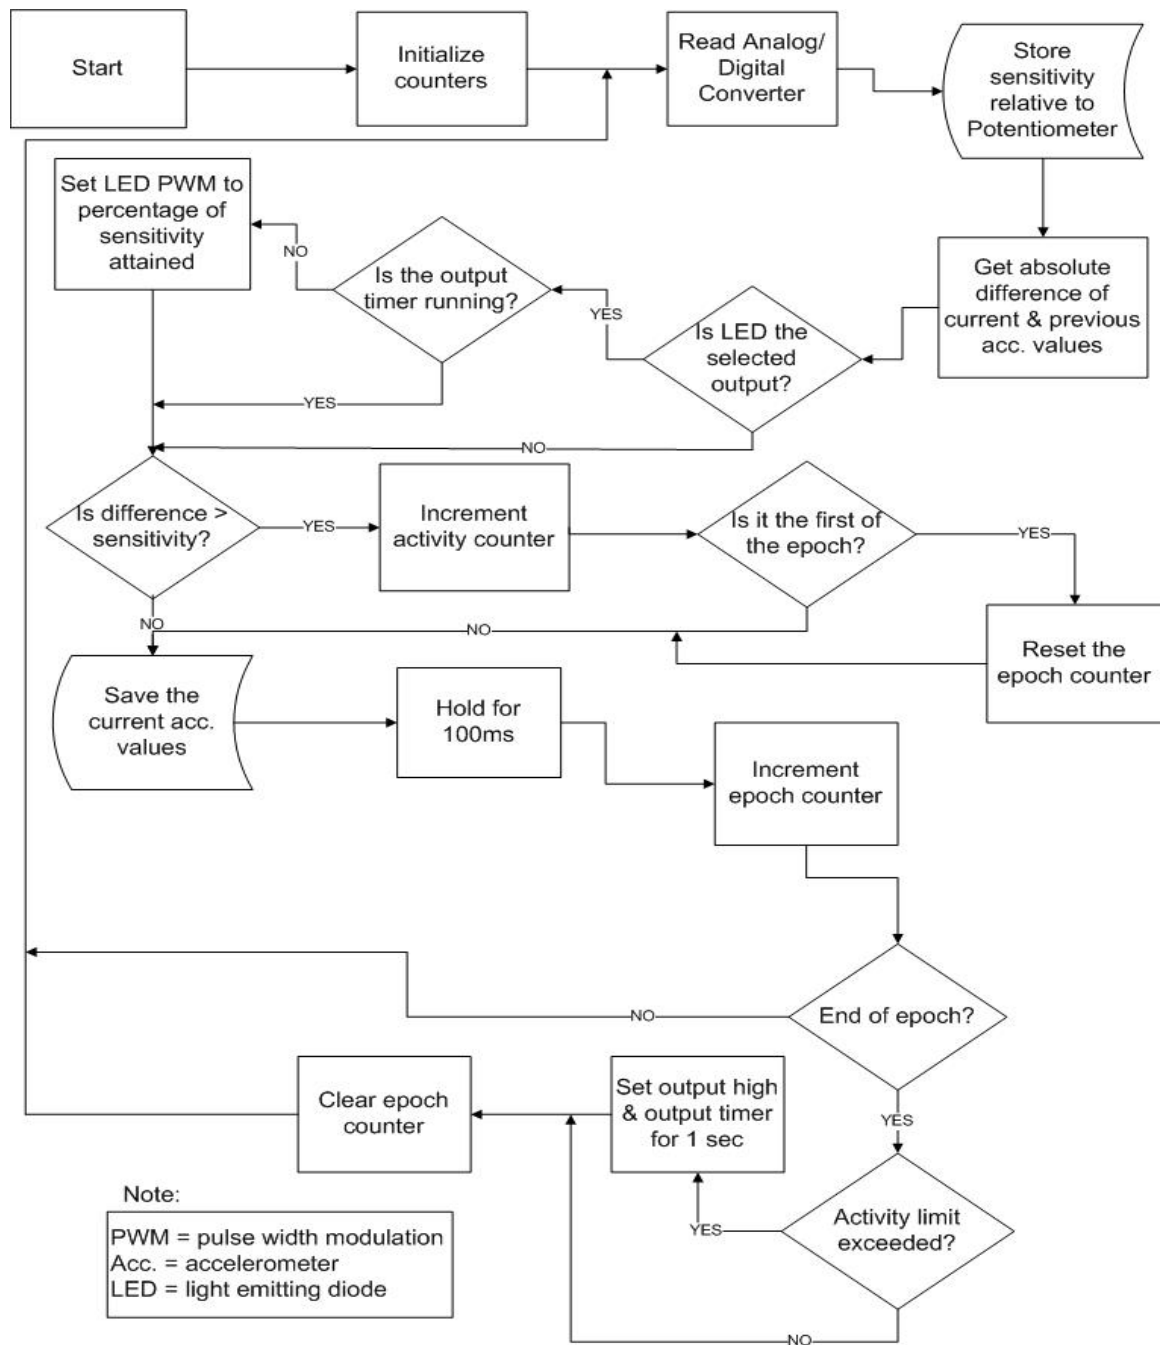 Start
Initialize
counters
Read Analog/
Digital
Converter
Store
sensitivity
relative to
Potentiometer
Set LED PWM to
percentage of
sensitivity
attained
NO
Is the output
timer running?
YES
Is LED the
selected
output?
Get absolute
difference of
current & previous
acc. values
YES
NO
Is difference >
sensitivity?
YES
Increment
activity counter
Is it the first of
the epoch?
YES
NO
NO
Reset the
epoch counter
Save the
current acc.
values
Hold for
100ms
Increment
epoch counter
End of epoch?
NO
YES
Clear epoch
counter
Set output high
& output timer
for 1 sec
YES
Activity limit
exceeded?
NO
Note:
PWM = pulse width modulation
Acc. = accelerometer
LED = light emitting diode